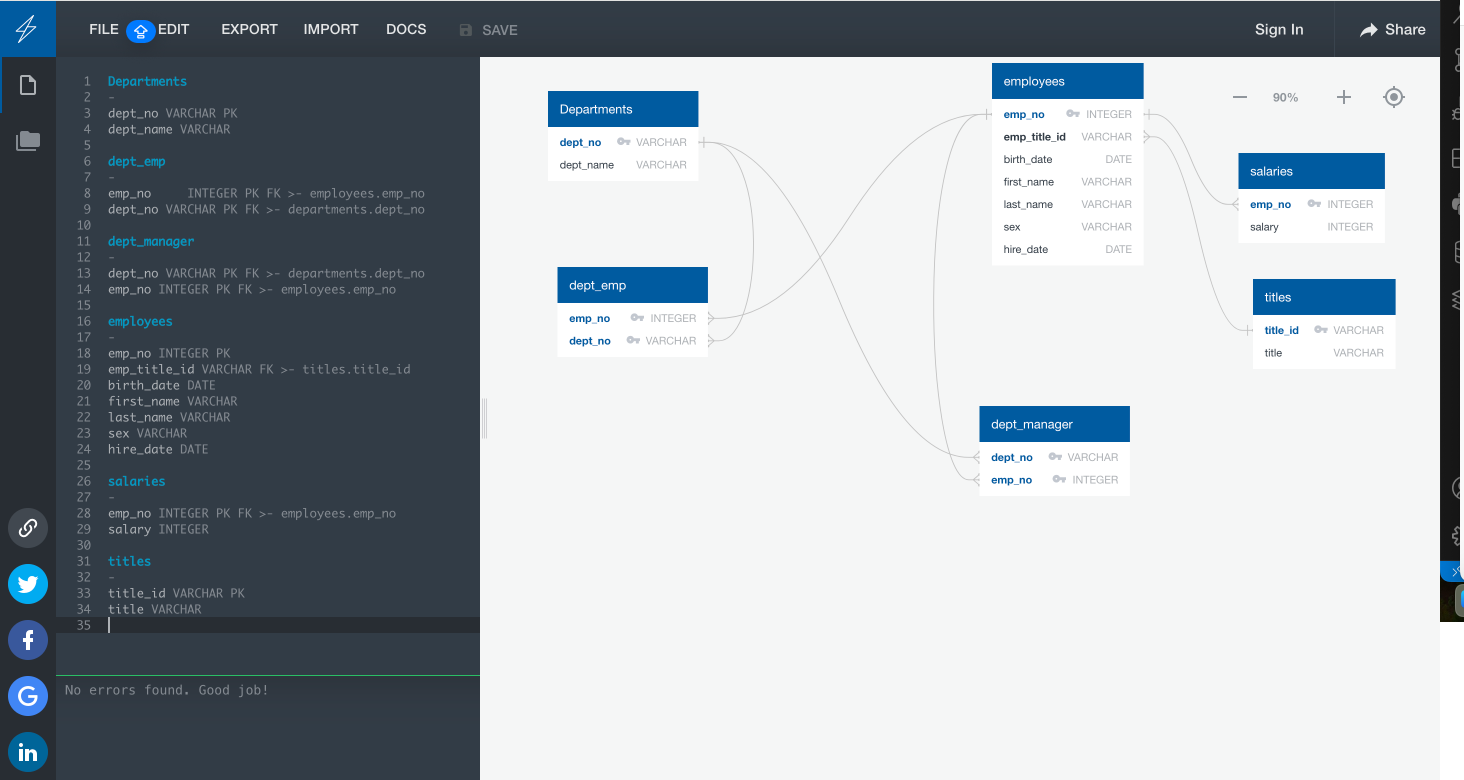 FILE EDIT EXPORT IMPORT DOCS SAVE Sign In Share
1 Departments
2 -
3 dept_no VARCHAR PK
4 dept_name VARCHAR
5
6 dept_emp
7 -
8 emp_no     INTEGER PK FK >- employees.emp_no
9 dept_no VARCHAR PK FK >- departments.dept_no
10
11 dept_manager
12 -
13 dept_no VARCHAR PK FK >- departments.dept_no
14 emp_no INTEGER PK FK >- employees.emp_no
15
16 employees
17 -
18 emp_no INTEGER PK
19 emp_title_id VARCHAR FK >- titles.title_id
20 birth_date DATE
21 first_name VARCHAR
22 last_name VARCHAR
23 sex VARCHAR
24 hire_date DATE
25
26 salaries
27 -
28 emp_no INTEGER PK FK >- employees.emp_no
29 salary INTEGER
30
31 titles
32 -
33 title_id VARCHAR PK
34 title VARCHAR
35
No errors found. Good job!
Departments
dept_no VARCHAR
dept_name VARCHAR
dept_emp
emp_no INTEGER
dept_no VARCHAR
employees
emp_no INTEGER
emp_title_id VARCHAR
birth_date DATE
first_name VARCHAR
last_name VARCHAR
sex VARCHAR
hire_date DATE
90%
salaries
emp_no INTEGER
salary INTEGER
titles
title_id VARCHAR
title VARCHAR
dept_manager
dept_no VARCHAR
emp_no INTEGER
f
G
in